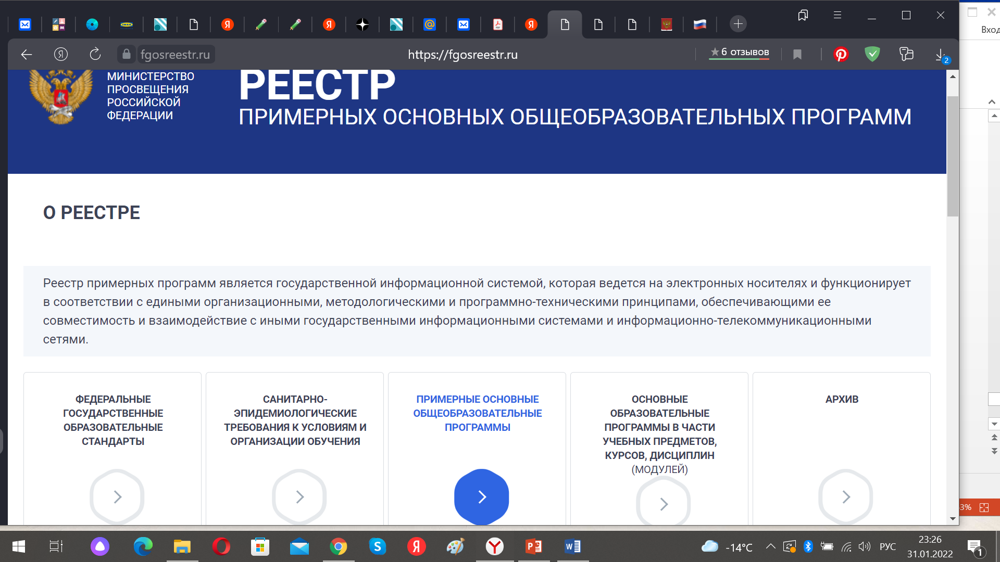 IKEA
Я
Я
@
PDF
Я
Вход
Я
fgosreestr.ru
https://fgosreestr.ru
★6 отзывов
2
МИНИСТЕРСТВО
ПРОСВЕЩЕНИЯ
РОССИЙСКОЙ
ФЕДЕРАЦИИ
РЕЕСТР
ПРИМЕРНЫХ ОСНОВНЫХ ОБЩЕОБРАЗОВАТЕЛЬНЫХ ПРОГРАММ
О РЕЕСТРЕ
Реестр примерных программ является государственной информационной системой, которая ведется на электронных носителях и функционирует
в соответствии с едиными организационными, методологическими и программно-техническими принципами, обеспечивающими ее
совместимость и взаимодействие с иными государственными информационными системами и информационно-телекоммуникационными
сетями.
ФЕДЕРАЛЬНЫЕ
ГОСУДАРСТВЕННЫЕ
ОБРАЗОВАТЕЛЬНЫЕ
СТАНДАРТЫ
САНИТАРНО-
ЭПИДЕМИОЛОГИЧЕСКИЕ
ТРЕБОВАНИЯ К УСЛОВИЯМ И
ОРГАНИЗАЦИИ ОБУЧЕНИЯ
ПРИМЕРНЫЕ ОСНОВНЫЕ
ОБЩЕОБРАЗОВАТЕЛЬНЫЕ
ПРОГРАММЫ
ОСНОВНЫЕ
ОБРАЗОВАТЕЛЬНЫЕ
ПРОГРАММЫ В ЧАСТИ
УЧЕБНЫХ ПРЕДМЕТОВ,
КУРСОВ, ДИСЦИПЛИН
(МОДУЛЕЙ)
АРХИВ
3%
-14°C
РУС
23:26
31.01.2022
1